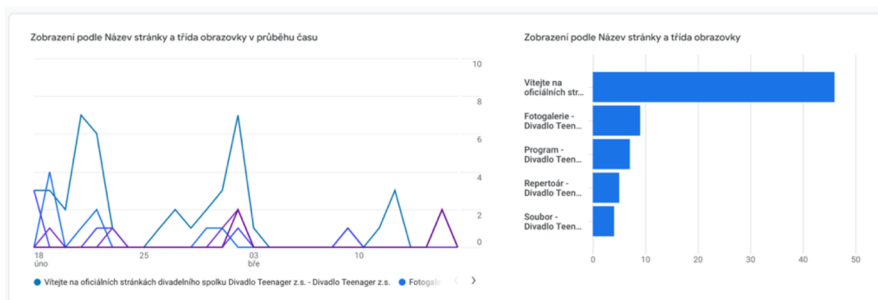 Zobrazení podle Název stránky a třída obrazovky v průběhu času
10
8
6
4
2
0
18
úno
25
03
bře
10
Vítejte na oficiálních stránkách divadelního spolku Divadlo Teenager z.s. - Divadlo Teenager z.s.
Fotogale
Zobrazení podle Název stránky a třída obrazovky
Vítejte na
oficiálních str...
Fotogalerie -
Divadlo Teen...
Program -
Divadlo Teen...
Repertoár -
Divadlo Teen...
Soubor -
Divadlo Teen...
0
10
20
30
40
50